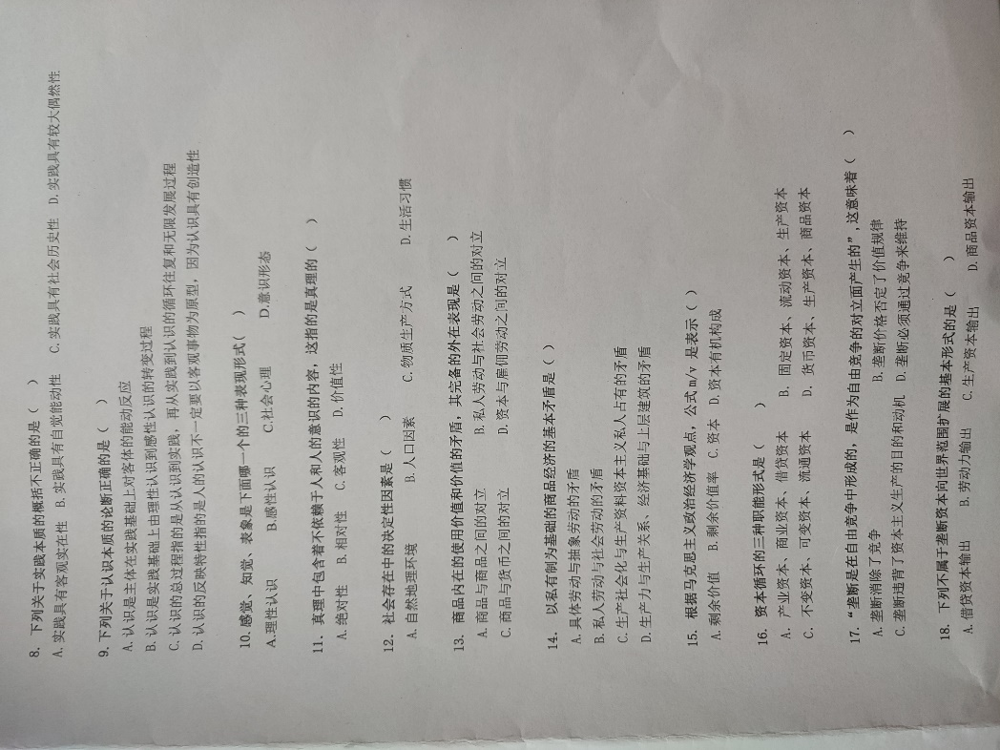 8. 下列关于实践本质的概括不正确的是（ ）
A. 实践具有客观实在性 B. 实践具有自觉能动性 C. 实践具有社会历史性 D. 实践具有较大偶然性
9. 下列关于认识本质的论断正确的是（ ）
A. 认识是主体在实践基础上对客体的能动反应
B. 认识是实践基础上由理性认识到感性认识的转变过程
C. 认识的总过程指的是从认识到实践，再从实践到认识的循环往复和无限发展过程
D. 认识的反映特性指的是人的认识不一定要以客观事物为原型，因为认识具有创造性
10. 感觉、知觉、表象是下面哪一个的三种表现形式（ ）
A.理性认识 B.感性认识 C.社会心理 D.意识形态
11. 真理中包含着不依赖于人和人的意识的内容，这指的是真理的（ ）
A. 绝对性 B. 相对性 C. 客观性 D. 价值性
12. 社会存在中的决定性因素是（ ）
A. 自然地理环境 B. 人口因素 C. 物质生产方式 D. 生活习惯
13. 商品内在的使用价值和价值的矛盾，其完备的外在表现是（ ）
A. 商品与商品之间的对立 B. 私人劳动与社会劳动之间的对立
C. 商品与货币之间的对立 D. 资本与雇佣劳动之间的对立
14. 以私有制为基础的商品经济的基本矛盾是（ ）
A. 具体劳动与抽象劳动的矛盾
B. 私人劳动与社会劳动的矛盾
C. 生产社会化与生产资料资本主义私人占有的矛盾
D. 生产力与生产关系、经济基础与上层建筑的矛盾
15. 根据马克思主义政治经济学观点，公式 m/v 是表示（ ）
A. 剩余价值 B. 剩余价值率 C. 资本 D. 资本有机构成
16. 资本循环的三种职能形式是（ ）
A. 产业资本、商业资本、借贷资本 B. 固定资本、流动资本、生产资本
C. 不变资本、可变资本、流通资本 D. 货币资本、生产资本、商品资本
17. “垄断是在自由竞争中形成的，是作为自由竞争的对立面产生的”，这意味着（ ）
A. 垄断消除了竞争 B. 垄断价格否定了价值规律
C. 垄断违背了资本主义生产的目的和动机 D. 垄断必须通过竞争来维持
18. 下列不属于垄断资本向世界范围扩展的基本形式的是（ ）
A. 借贷资本输出 B. 劳动力输出 C. 生产资本输出 D. 商品资本输出